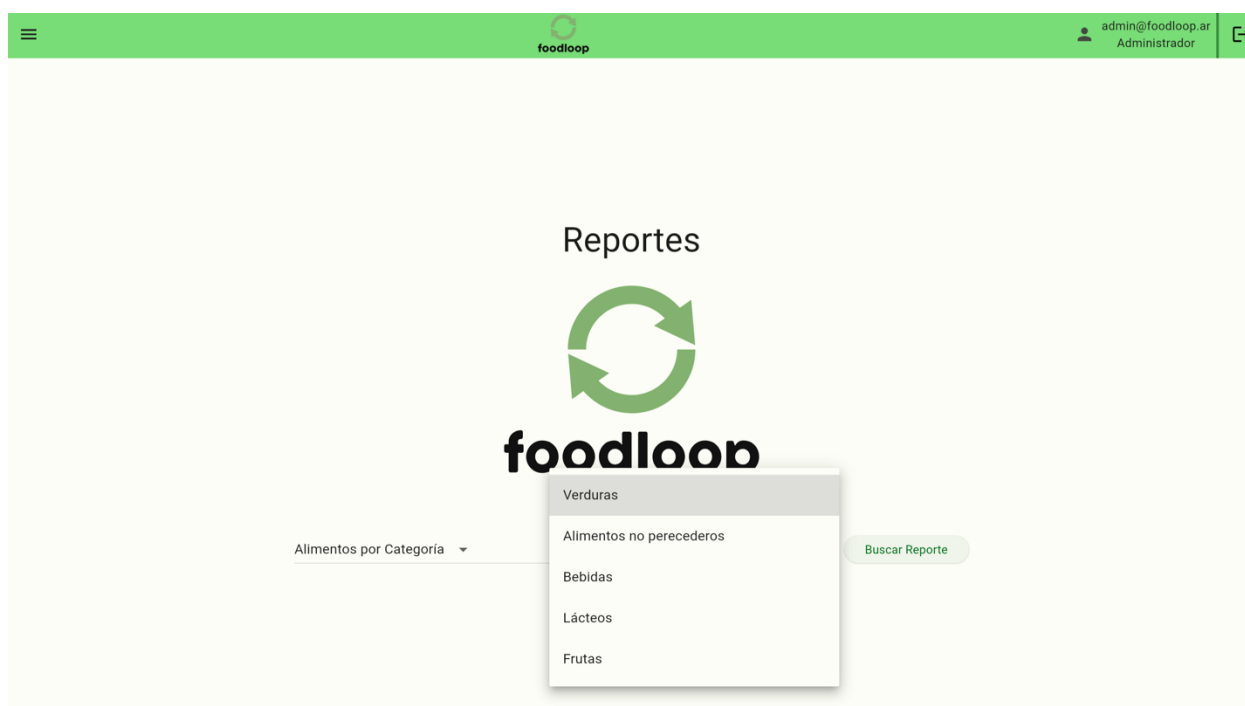 foodloop
admin@foodloop.ar
Administrador
Reportes
foodloop
Verduras
Alimentos no perecederos
Alimentos por Categoría
Buscar Reporte
Bebidas
Lácteos
Frutas